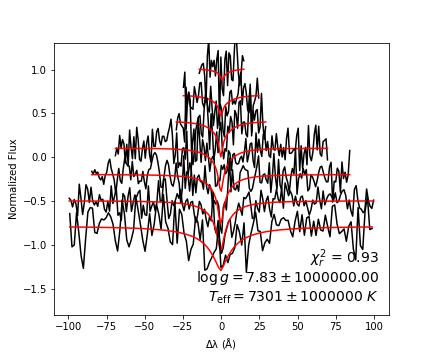 1.0
0.5
0.0
−0.5
−1.0
−1.5
Normalized Flux
χ²r = 0.93
log g = 7.83 ± 1000000.00
Teff = 7301 ± 1000000 K
−100 −75 −50 −25 0 25 50 75 100
Δλ (Å)